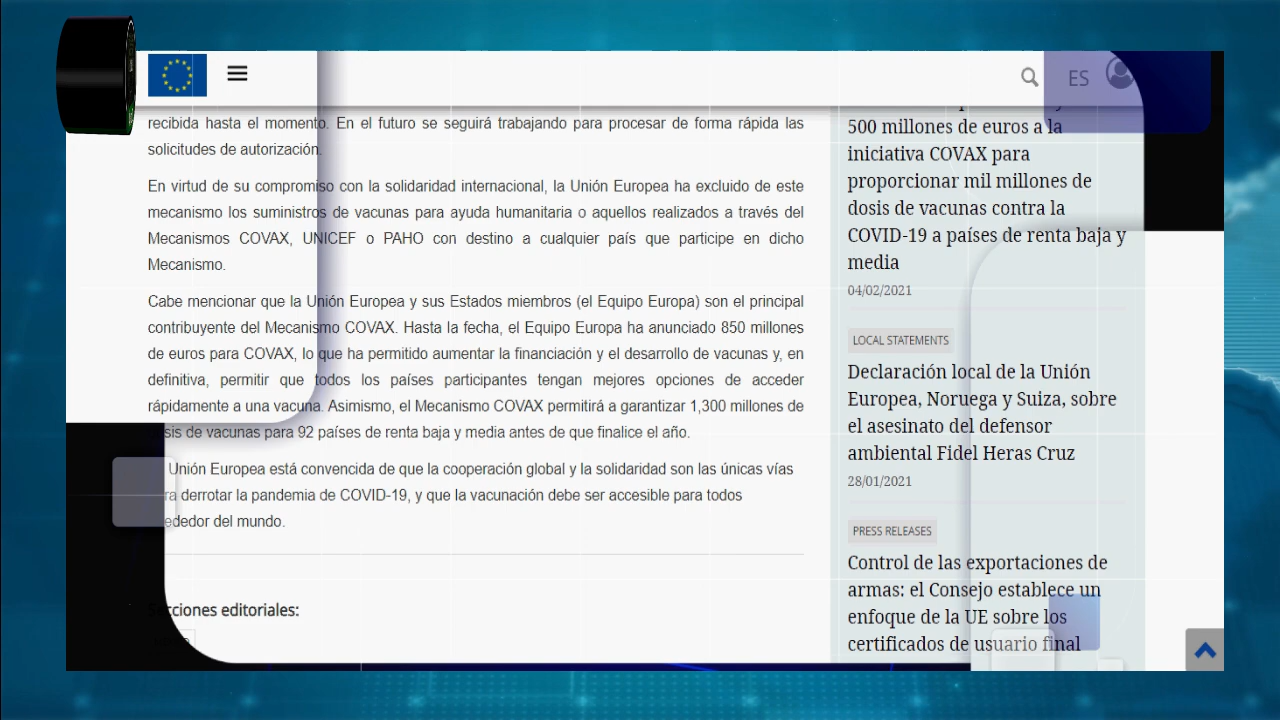 ES
recibida hasta el momento. En el futuro se seguirá trabajando para procesar de forma rápida las
solicitudes de autorización.
En virtud de su compromiso con la solidaridad internacional, la Unión Europea ha excluido de este
mecanismo los suministros de vacunas para ayuda humanitaria o aquellos realizados a través del
Mecanismos COVAX, UNICEF o PAHO con destino a cualquier país que participe en dicho
Mecanismo.
Cabe mencionar que la Unión Europea y sus Estados miembros (el Equipo Europa) son el principal
contribuyente del Mecanismo COVAX. Hasta la fecha, el Equipo Europa ha anunciado 850 millones
de euros para COVAX, lo que ha permitido aumentar la financiación y el desarrollo de vacunas y, en
definitiva, permitir que todos los países participantes tengan mejores opciones de acceder
rápidamente a una vacuna. Asimismo, el Mecanismo COVAX permitirá a garantizar 1,300 millones de
sis de vacunas para 92 países de renta baja y media antes de que finalice el año.
Unión Europea está convencida de que la cooperación global y la solidaridad son las únicas vías
ra derrotar la pandemia de COVID-19, y que la vacunación debe ser accesible para todos
ededor del mundo.
cciones editoriales:
500 millones de euros a la
iniciativa COVAX para
proporcionar mil millones de
dosis de vacunas contra la
COVID-19 a países de renta baja y
media
04/02/2021
LOCAL STATEMENTS
Declaración local de la Unión
Europea, Noruega y Suiza, sobre
el asesinato del defensor
ambiental Fidel Heras Cruz
28/01/2021
PRESS RELEASES
Control de las exportaciones de
armas: el Consejo establece un
enfoque de la UE sobre los
certificados de usuario final